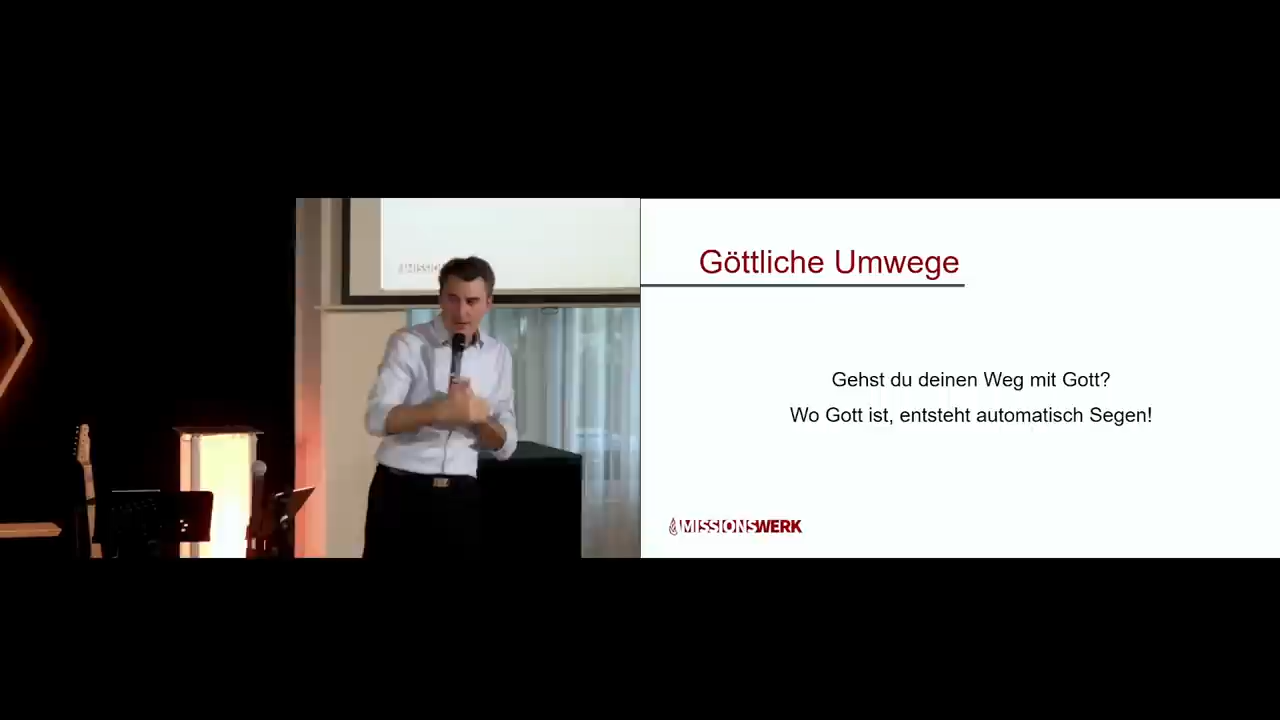 Göttliche Umwege
Gehst du deinen Weg mit Gott?
Wo Gott ist, entsteht automatisch Segen!
MISSIONSWERK